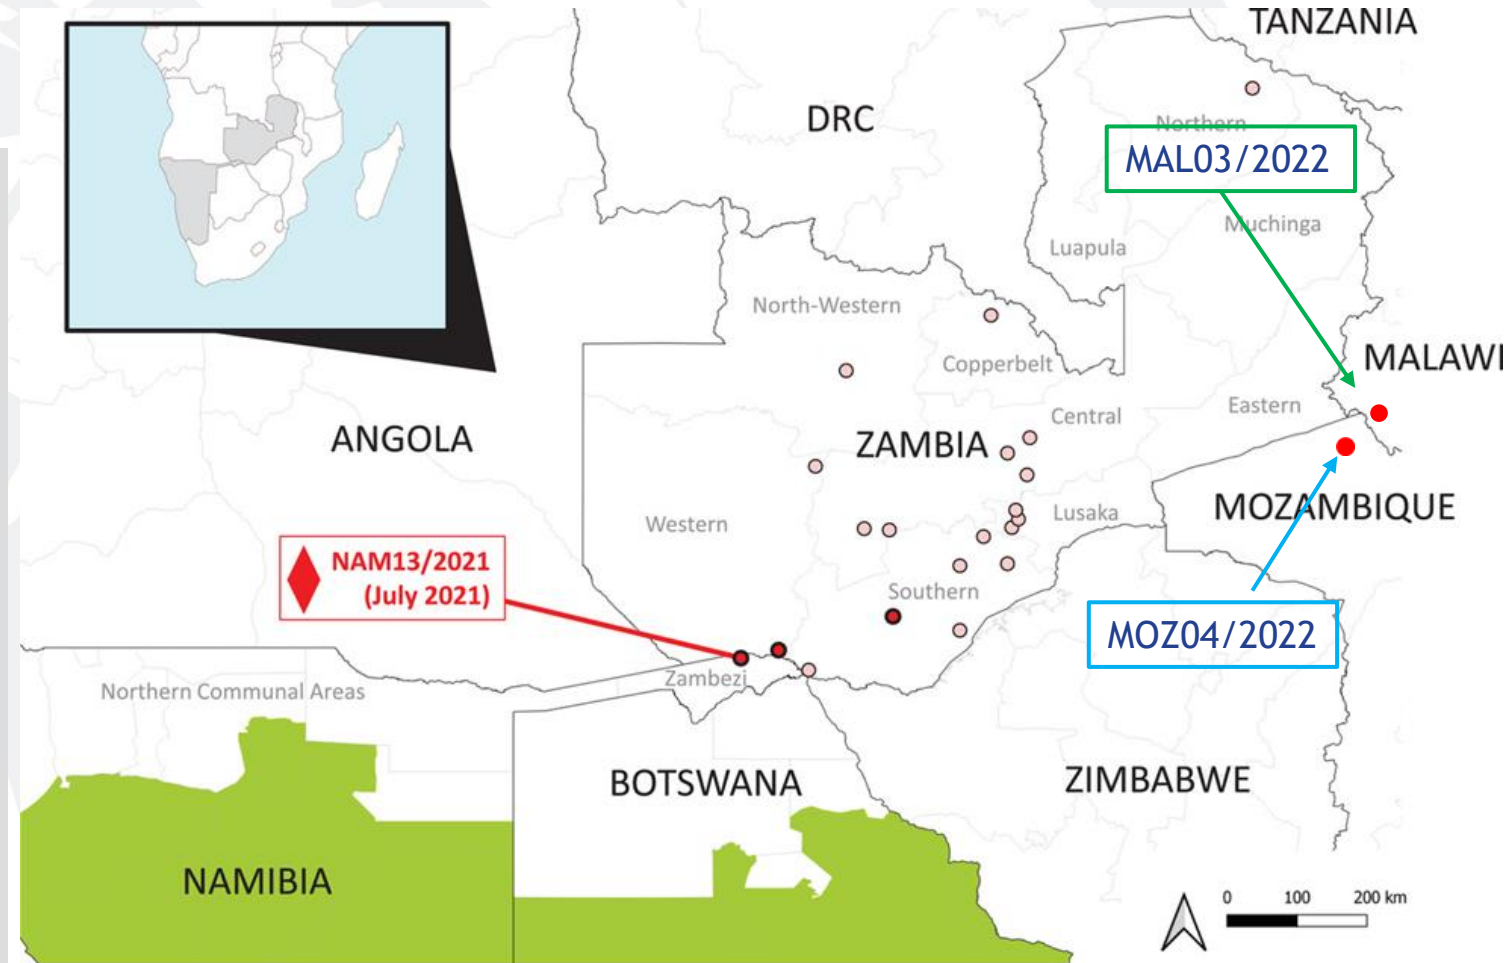 TANZANIA
DRC
Northern
MAL03/2022
Muchinga
Luapula
North-Western
Copperbelt
MALAWI
Central
Eastern
ANGOLA
ZAMBIA
Western
Lusaka
MOZAMBIQUE
NAM13/2021
(July 2021)
Southern
MOZ04/2022
Zambezi
Northern Communal Areas
BOTSWANA
ZIMBABWE
NAMIBIA
0 100 200 km